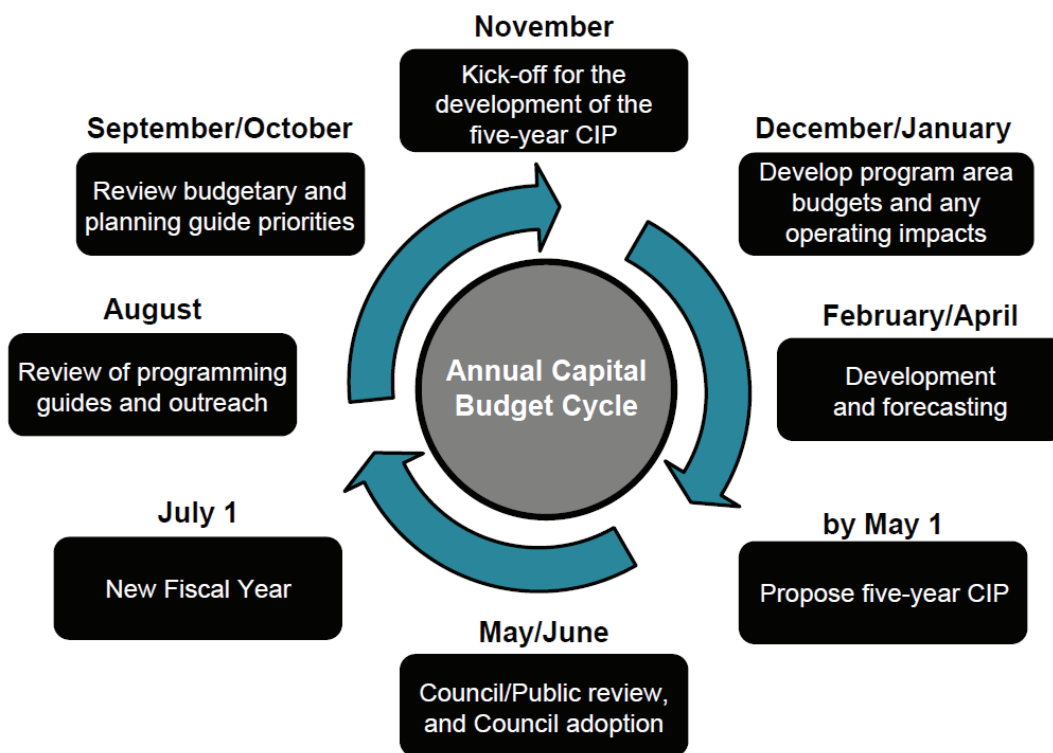 November
Kick-off for the
development of the
five-year CIP
December/January
Develop program area
budgets and any
operating impacts
February/April
Development
and forecasting
by May 1
Propose five-year CIP
May/June
Council/Public review,
and Council adoption
July 1
New Fiscal Year
August
Review of programming
guides and outreach
September/October
Review budgetary and
planning guide priorities
Annual Capital
Budget Cycle